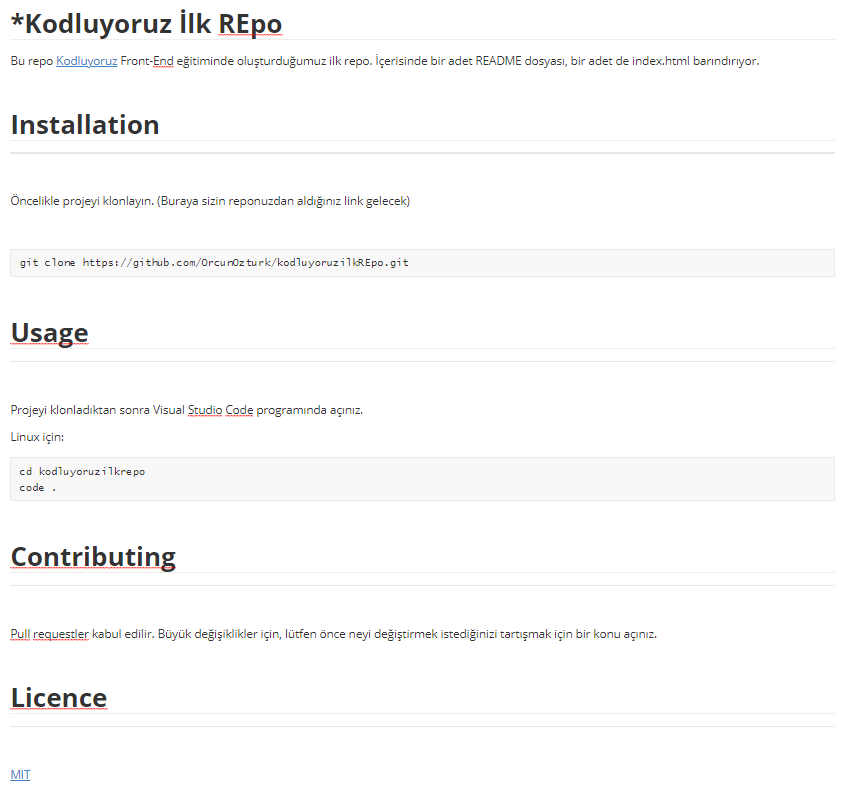 *Kodluyoruz İlk REpo
Bu repo Kodluyoruz Front-End eğitiminde oluşturduğumuz ilk repo. İçerisinde bir adet README dosyası, bir adet de index.html barındırıyor.
Installation
Öncelikle projeyi klonlayın. (Buraya sizin reponuzdan aldığınız link gelecek)
git clone https://github.com/OrcunOzturk/kodluyoruzilkREpo.git
Usage
Projeyi klonladıktan sonra Visual Studio Code programında açınız.
Linux için:
cd kodluyoruzilkrepo
code .
Contributing
Pull requestler kabul edilir. Büyük değişiklikler için, lütfen önce neyi değiştirmek istediğinizi tartışmak için bir konu açınız.
Licence
MIT